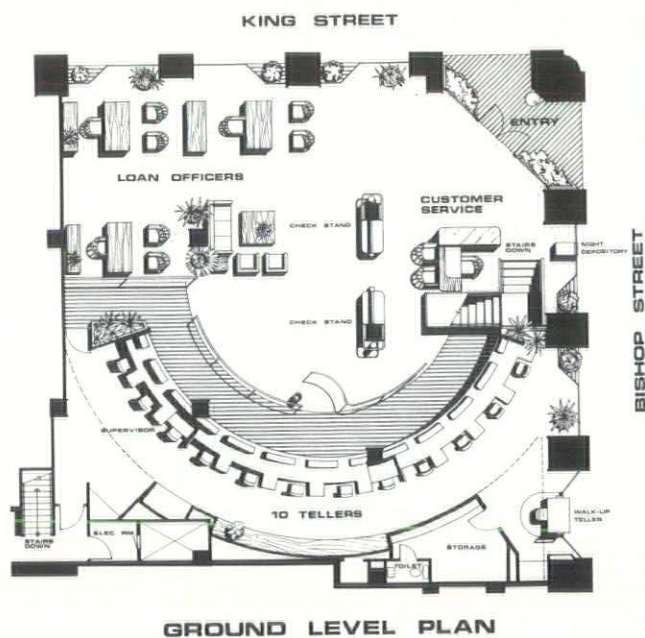 KING STREET
ENTRY
LOAN OFFICERS
CUSTOMER
SERVICE
CHECK STAND
STAIRS
DOWN
NIGHT
DEPOSITORY
BISHOP STREET
CHECK STAND
SUPERVISOR
10 TELLERS
WALK-UP
TELLER
STAIRS
DOWN
ELEC RM
STORAGE
TOILET
GROUND LEVEL PLAN